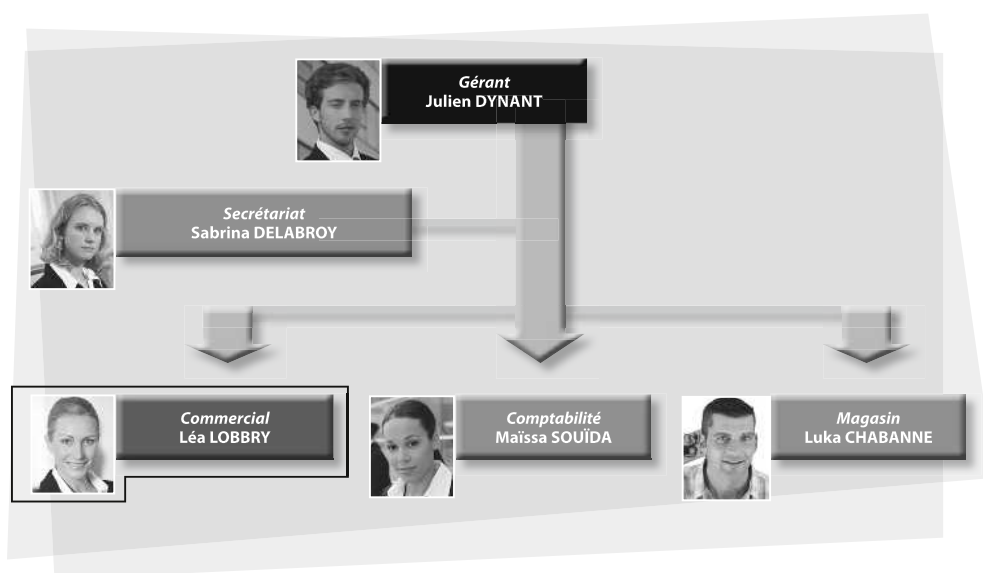 Gérant
Julien DYNANT
Secrétariat
Sabrina DELABROY
Commercial
Léa LOBBRY
Comptabilité
Maïssa SOUÏDA
Magasin
Luka CHABANNE